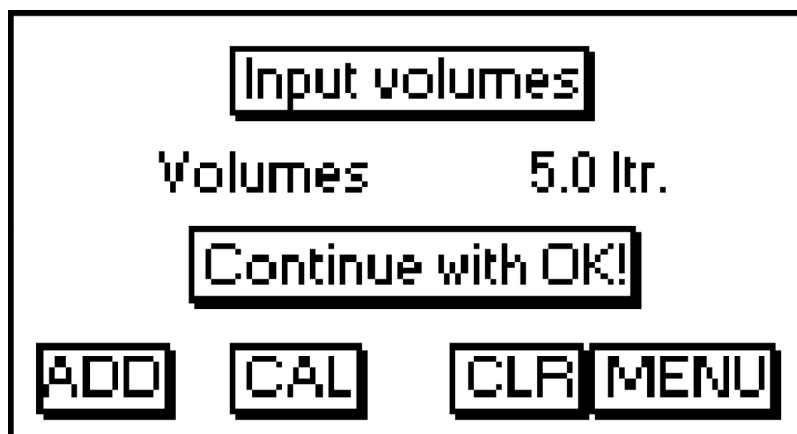 Input volumes
Volumes 5.0 ltr.
Continue with OK!
ADD CAL CLR MENU